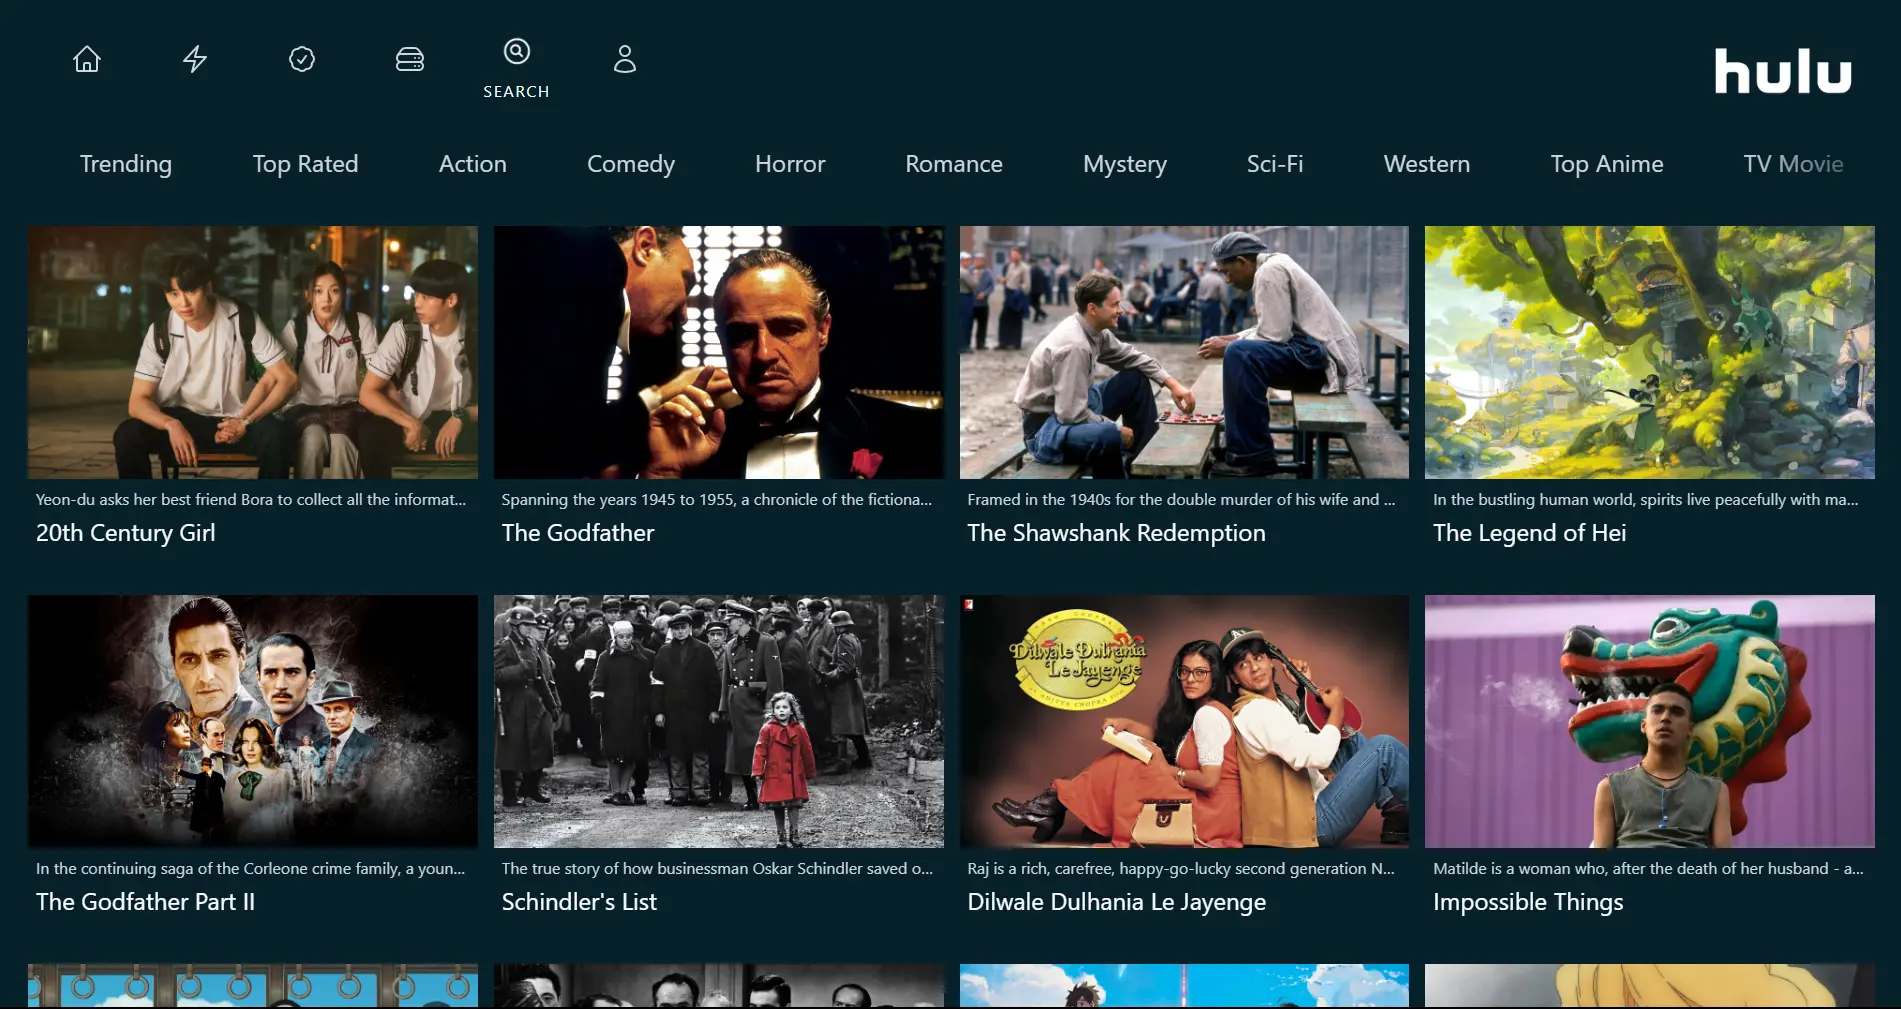 SEARCH
hulu
Trending
Top Rated
Action
Comedy
Horror
Romance
Mystery
Sci-Fi
Western
Top Anime
TV Movie
Yeon-du asks her best friend Bora to collect all the informat...
20th Century Girl
Spanning the years 1945 to 1955, a chronicle of the fictiona...
The Godfather
Framed in the 1940s for the double murder of his wife and ...
The Shawshank Redemption
In the bustling human world, spirits live peacefully with ma...
The Legend of Hei
Dilwale Dulhania
Le Jayenge
In the continuing saga of the Corleone crime family, a youn...
The Godfather Part II
The true story of how businessman Oskar Schindler saved o...
Schindler's List
Raj is a rich, carefree, happy-go-lucky second generation N...
Dilwale Dulhania Le Jayenge
Matilde is a woman who, after the death of her husband - a...
Impossible Things